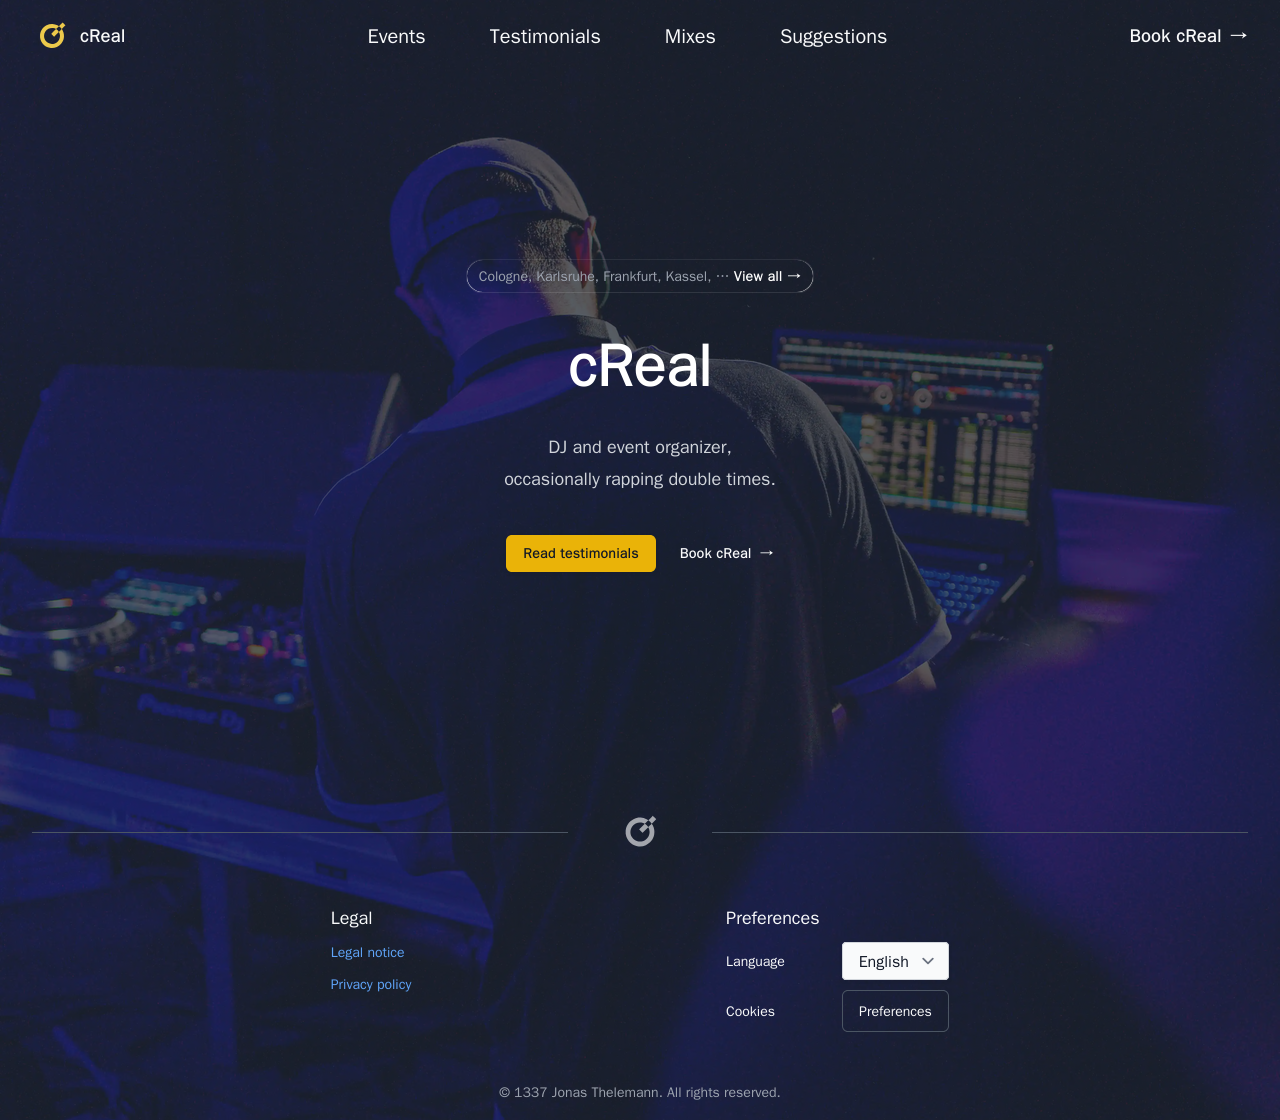 cReal
Events
Testimonials
Mixes
Suggestions
Book cReal →
Cologne, Karlsruhe, Frankfurt, Kassel, ··· View all →
cReal
DJ and event organizer,
occasionally rapping double times.
Read testimonials
Book cReal →
Pioneer Dj
Legal
Legal notice
Privacy policy
Preferences
Language
English
Cookies
Preferences
© 1337 Jonas Thelemann. All rights reserved.